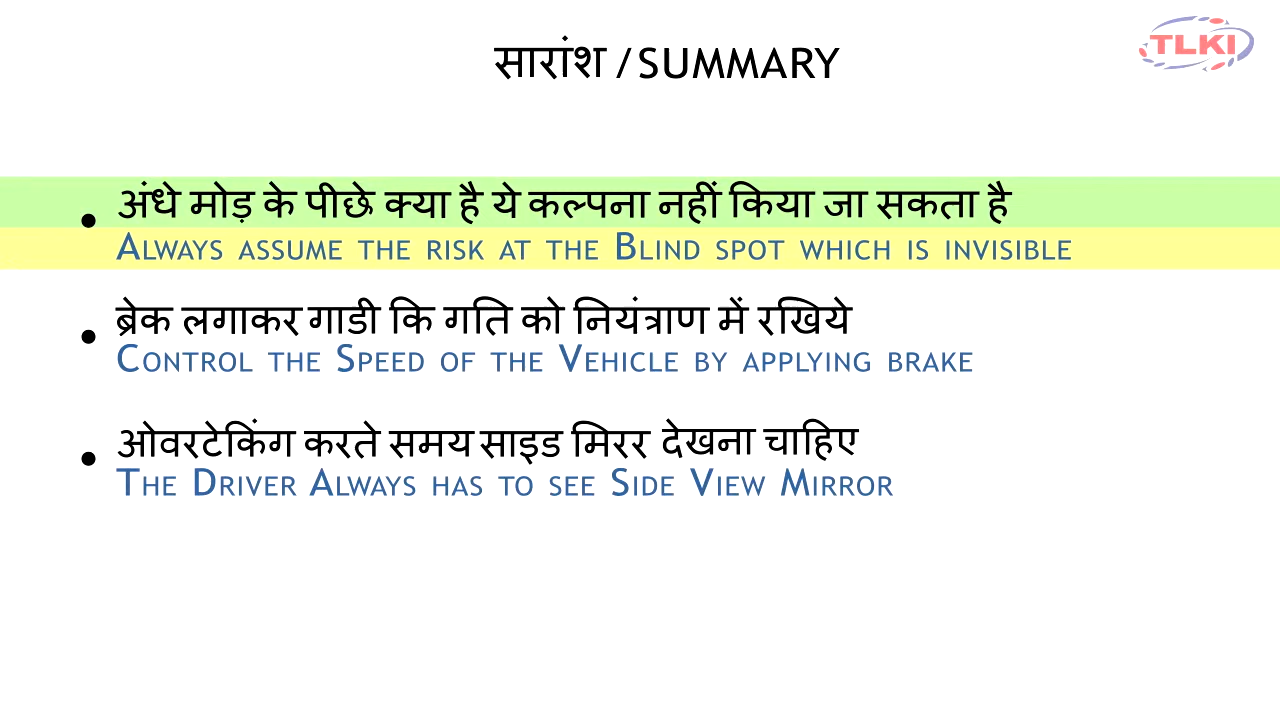 सारांश / SUMMARY
TLKI
अंधे मोड़ के पीछे क्या है ये कल्पना नहीं किया जा सकता है
ALWAYS ASSUME THE RISK AT THE BLIND SPOT WHICH IS INVISIBLE
ब्रेक लगाकर गाडी कि गति को नियंत्राण में रखिये
CONTROL THE SPEED OF THE VEHICLE BY APPLYING BRAKE
ओवरटेकिंग करते समय साइड मिरर देखना चाहिए
THE DRIVER ALWAYS HAS TO SEE SIDE VIEW MIRROR